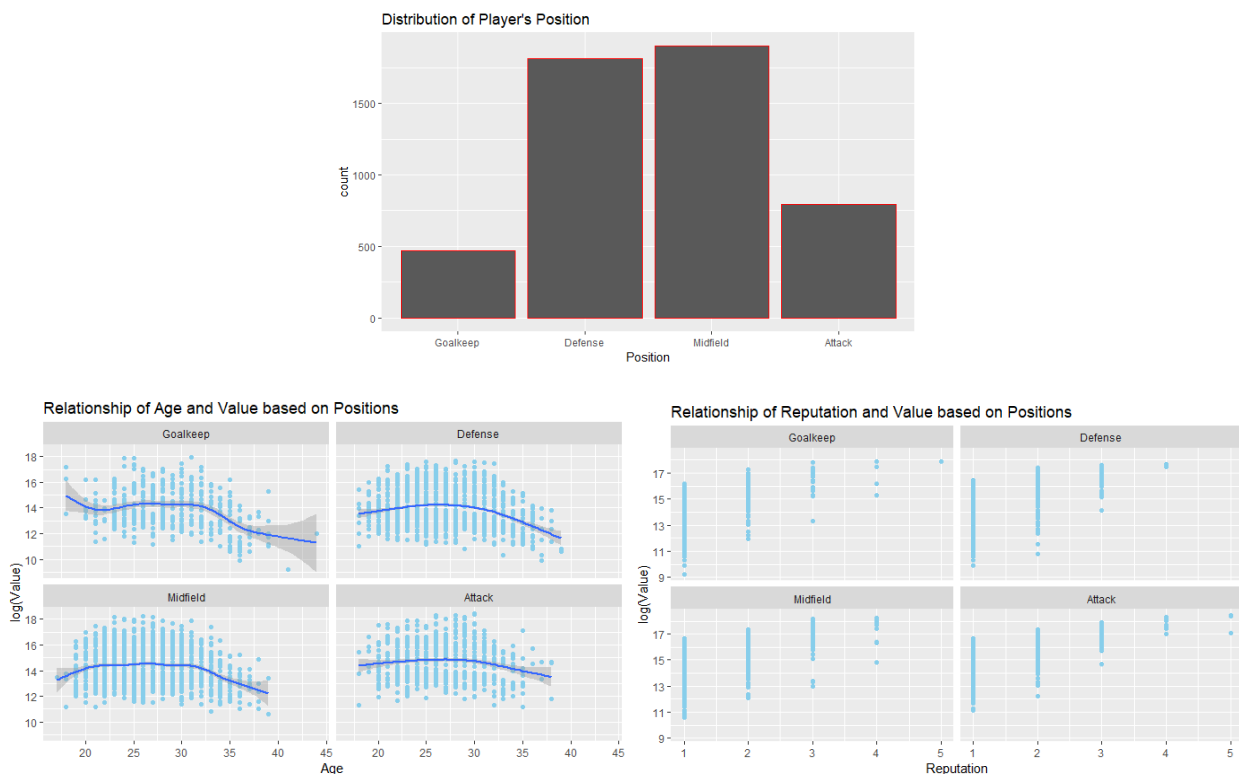 Distribution of Player's Position
1500
1000
500
0
count
Goalkeep Defense Midfield Attack
Position
Relationship of Age and Value based on Positions
Goalkeep Defense
18
16
14
12
10
Midfield Attack
18
16
14
12
10
log(Value)
20 25 30 35 40 45 20 25 30 35 40 45
Age
Relationship of Reputation and Value based on Positions
Goalkeep Defense
17
15
13
11
9
Midfield Attack
17
15
13
11
9
log(Value)
1 2 3 4 5 1 2 3 4 5
Reputation